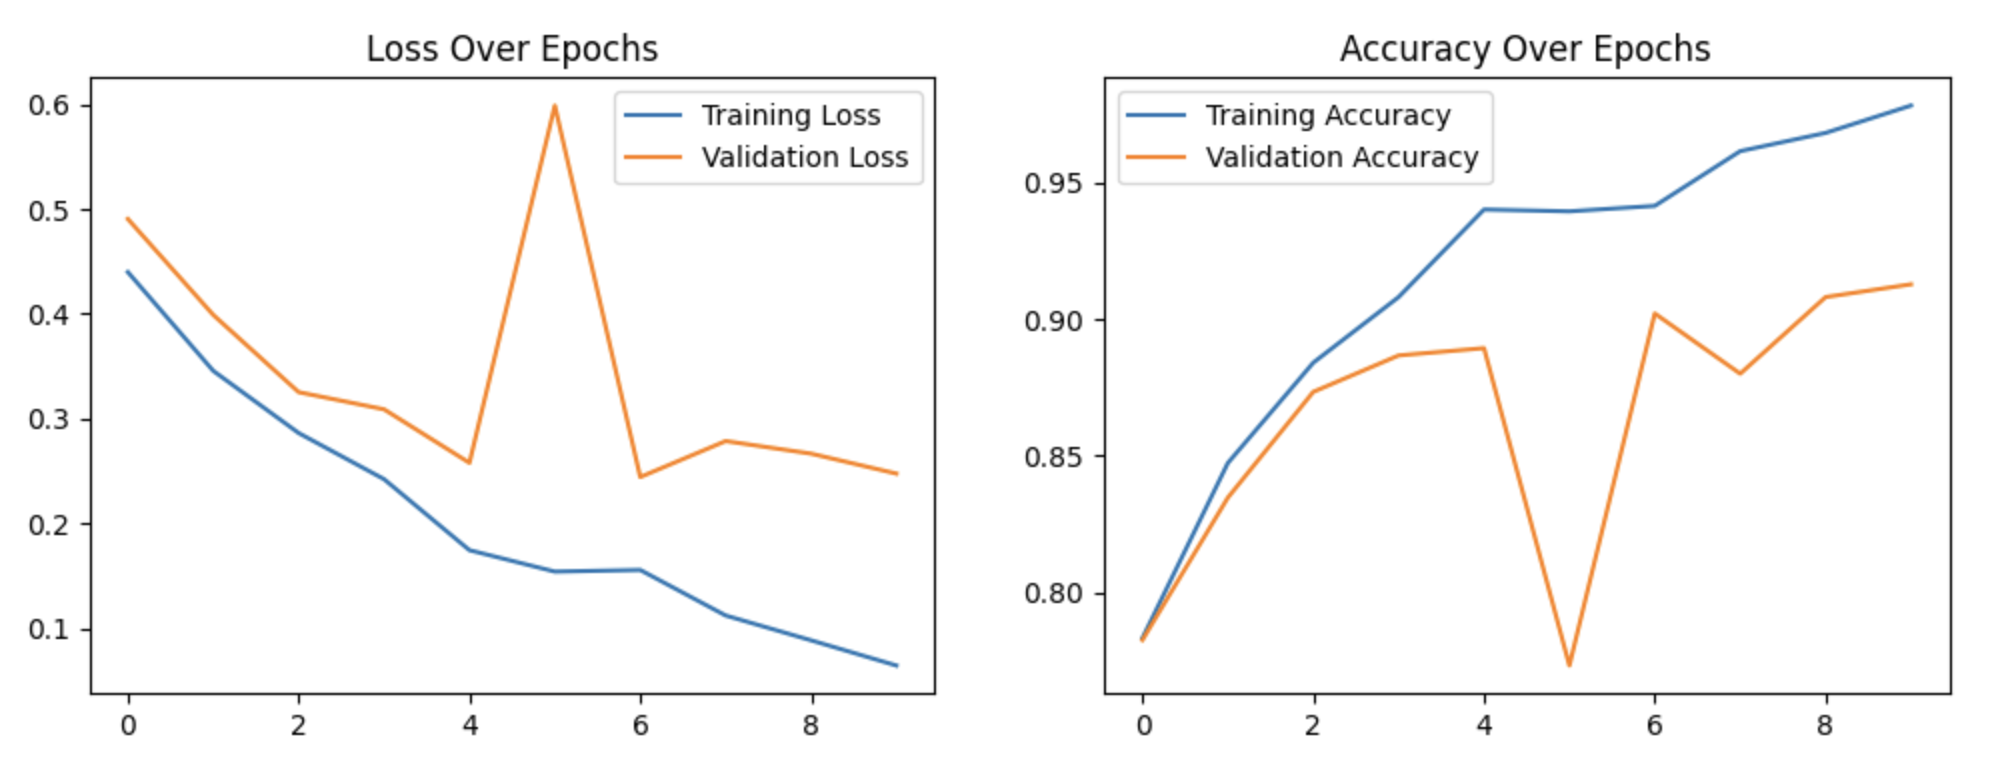 Loss Over Epochs
Training Loss
Validation Loss
0.6
0.5
0.4
0.3
0.2
0.1
0 2 4 6 8
Accuracy Over Epochs
Training Accuracy
Validation Accuracy
0.95
0.90
0.85
0.80
0 2 4 6 8